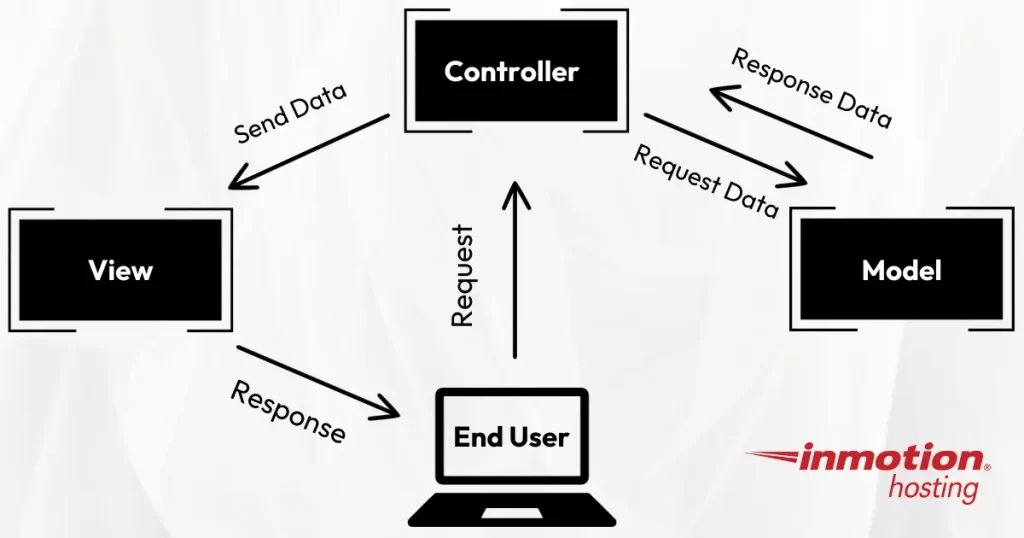 Controller
Response Data
Send Data
Request Data
View
Request
Model
Response
End User
inmotion®
hosting